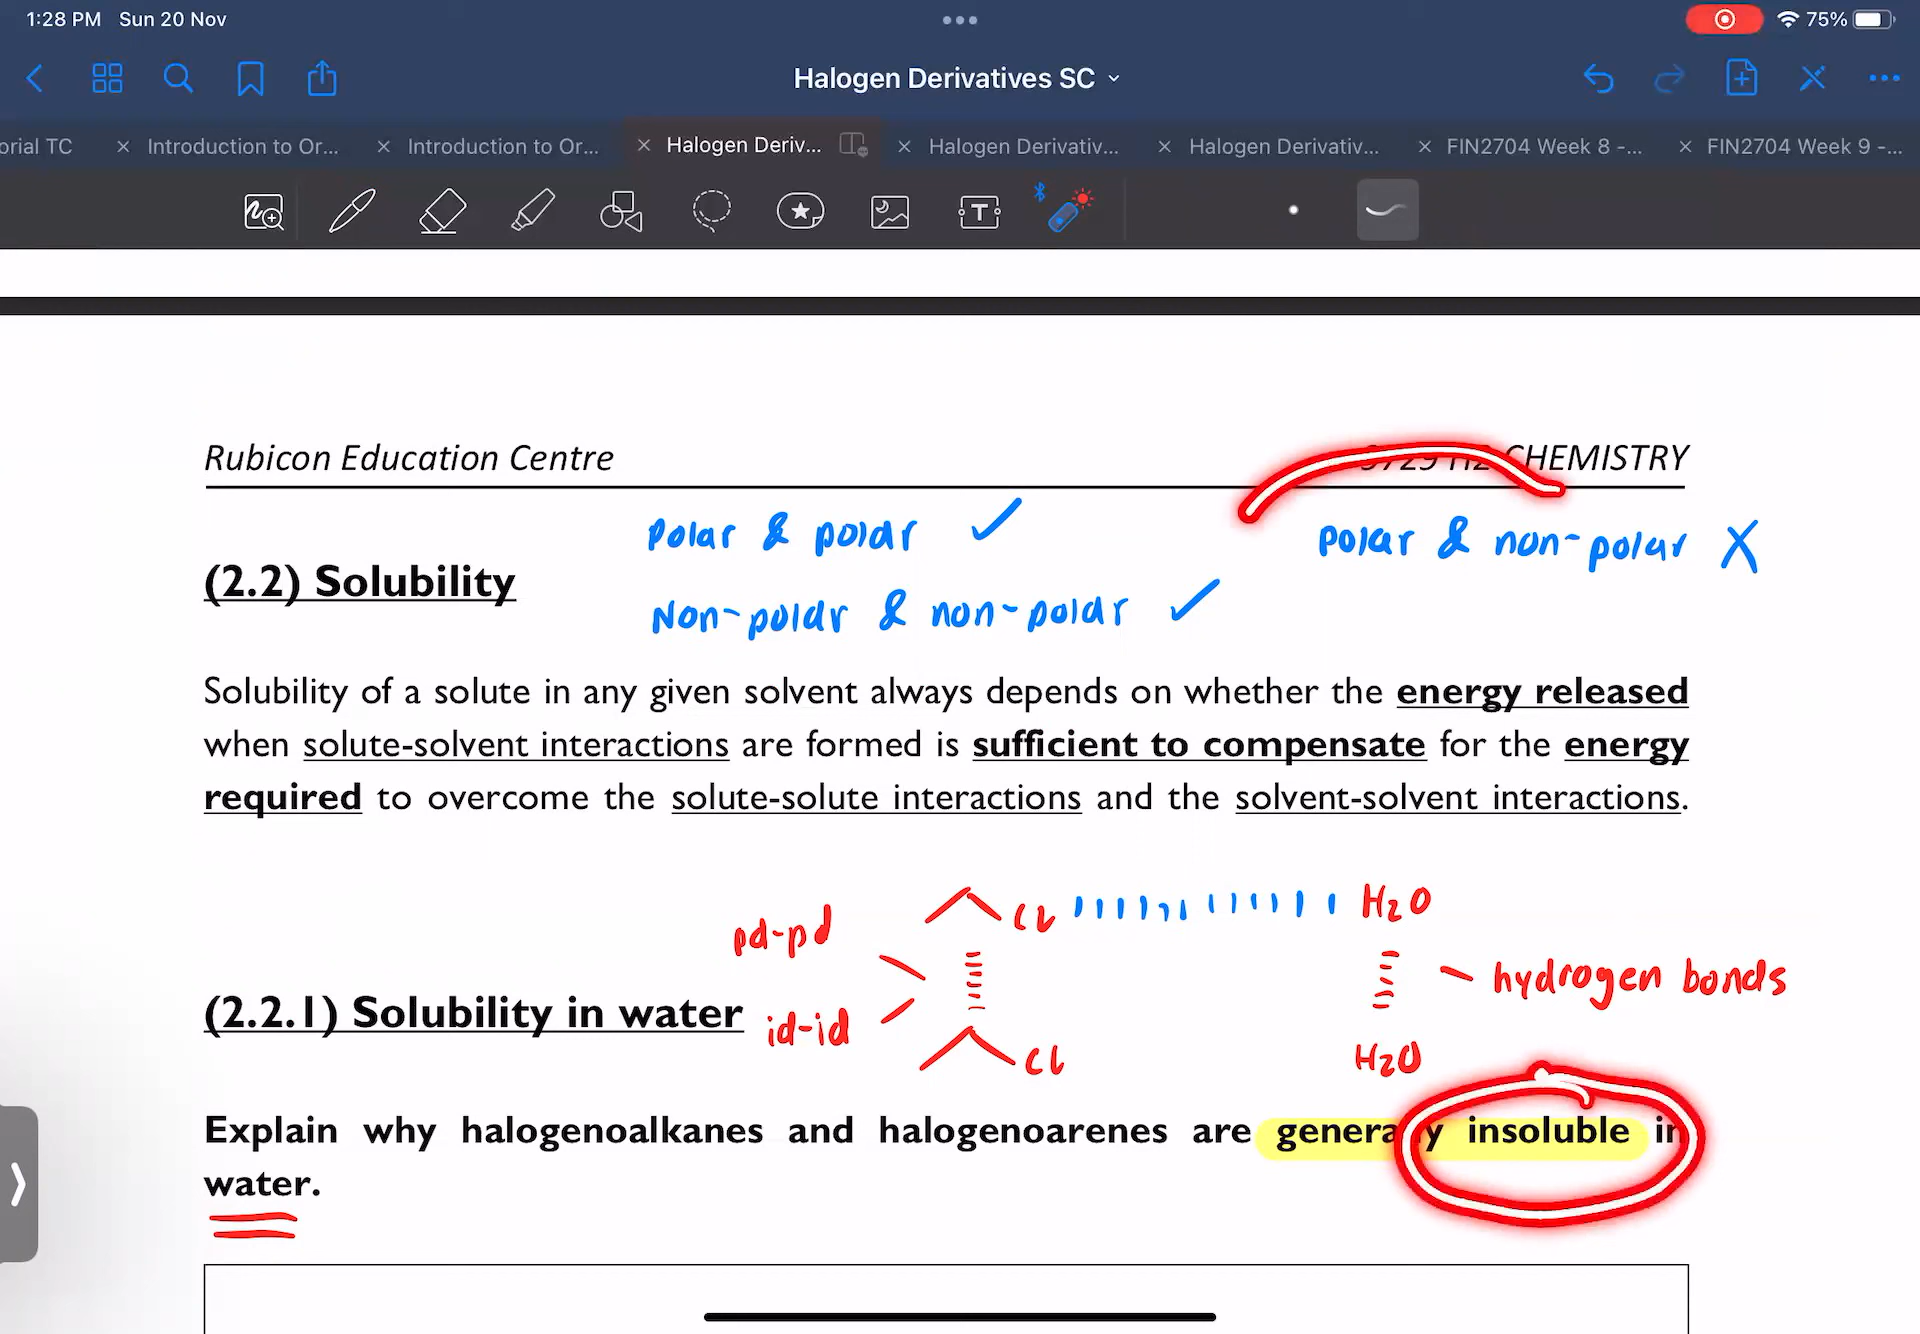 1:28 PM Sun 20 Nov
75%
Halogen Derivatives SC
orial TC
Introduction to Or...
Introduction to Or...
Halogen Deriv...
Halogen Derivativ...
Halogen Derivativ...
FIN2704 Week 8 -...
FIN2704 Week 9 -...
Rubicon Education Centre
9729 H2 CHEMISTRY
Polar & polar ✓
polar & non-polar X
(2.2) Solubility
Non-polar & non-polar ✓
Solubility of a solute in any given solvent always depends on whether the energy released
when solute-solvent interactions are formed is sufficient to compensate for the energy
required to overcome the solute-solute interactions and the solvent-solvent interactions.
Cl
H2O
pd-pd
hydrogen bonds
(2.2.1) Solubility in water
id-id
Cl
H2O
Explain why halogenoalkanes and halogenoarenes are generally insoluble in
water.